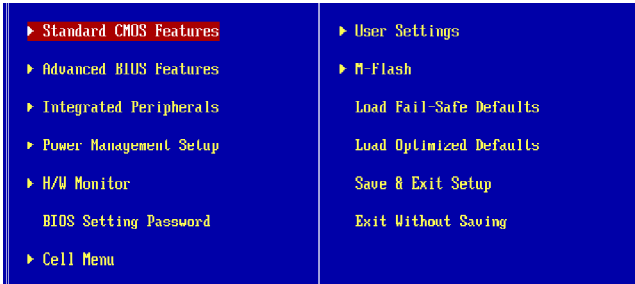 Standard CMOS Features
Advanced BIOS Features
Integrated Peripherals
Power Management Setup
H/W Monitor
BIOS Setting Password
Cell Menu
User Settings
M-Flash
Load Fail-Safe Defaults
Load Optimized Defaults
Save & Exit Setup
Exit Without Saving